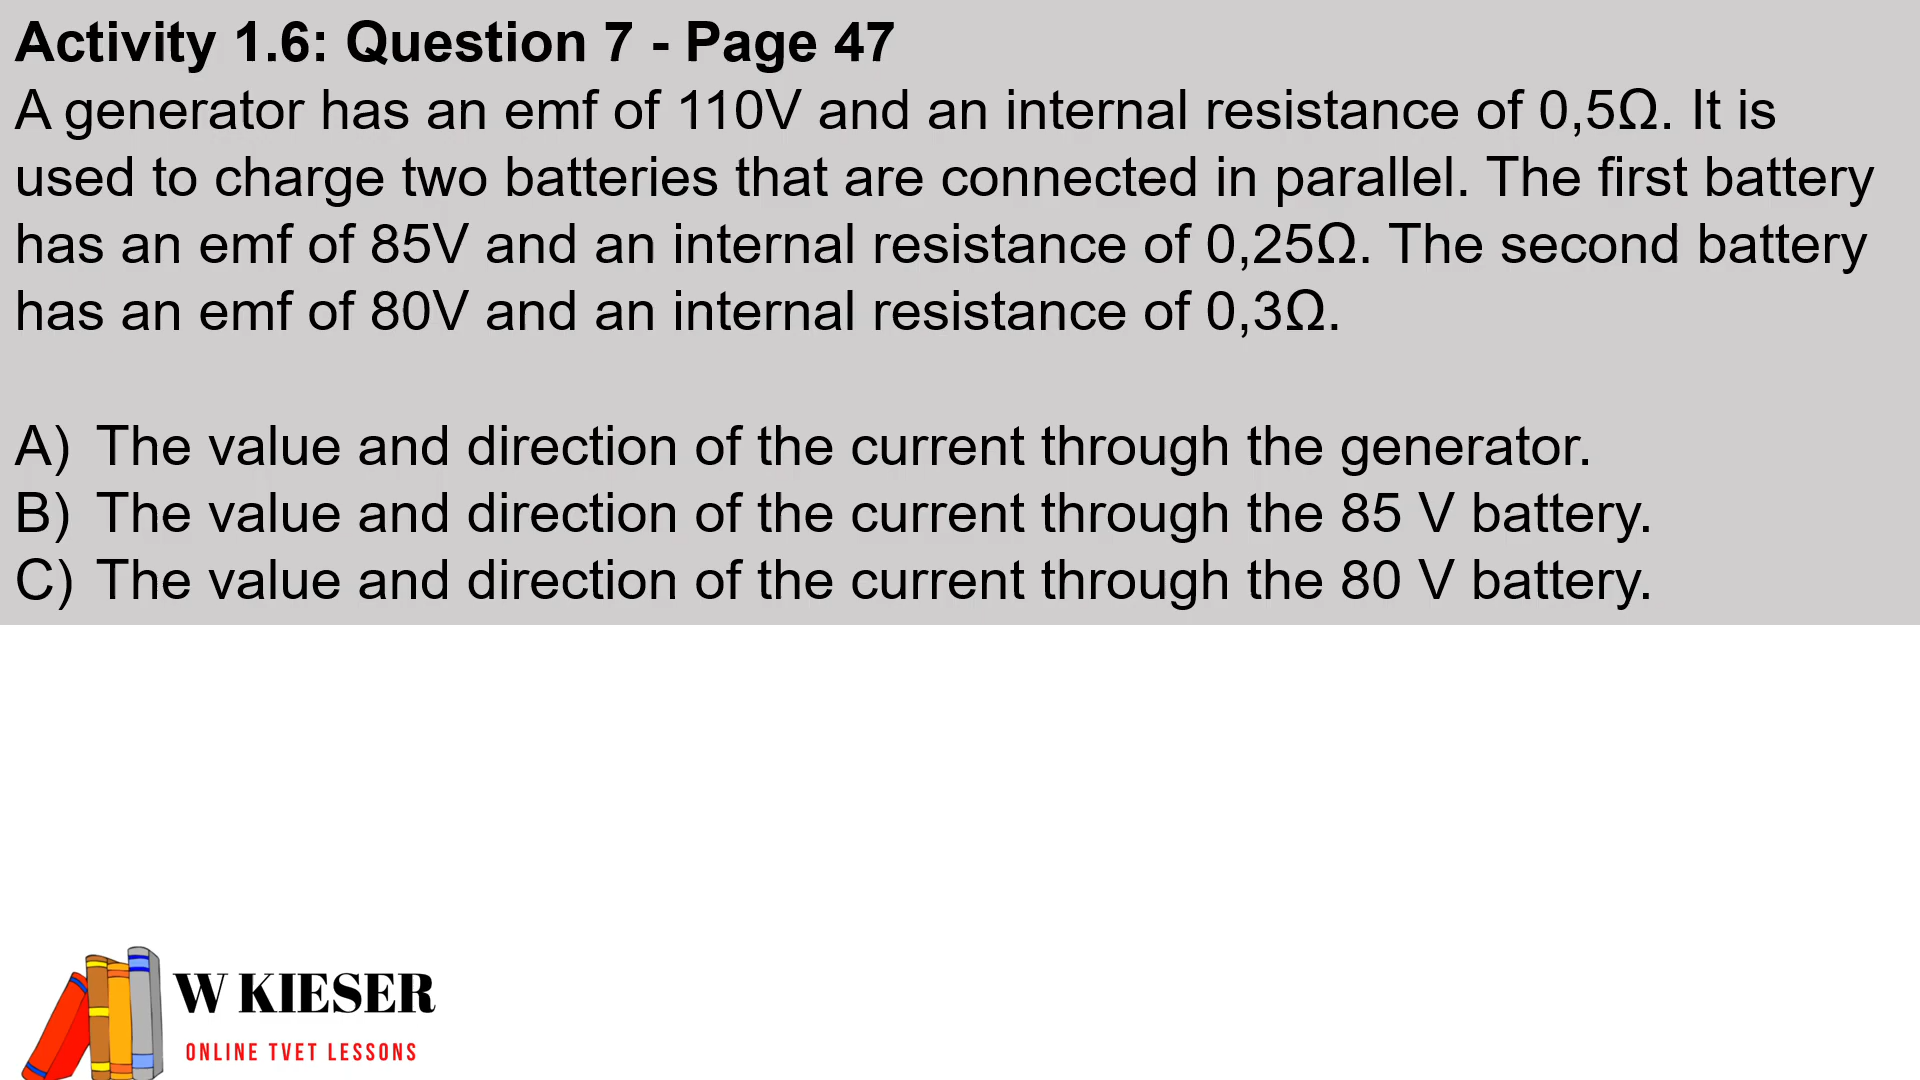 Activity 1.6: Question 7 - Page 47
A generator has an emf of 110V and an internal resistance of 0,5Ω. It is
used to charge two batteries that are connected in parallel. The first battery
has an emf of 85V and an internal resistance of 0,25Ω. The second battery
has an emf of 80V and an internal resistance of 0,3Ω.
A) The value and direction of the current through the generator.
B) The value and direction of the current through the 85 V battery.
C) The value and direction of the current through the 80 V battery.
W KIESER
ONLINE TVET LESSONS